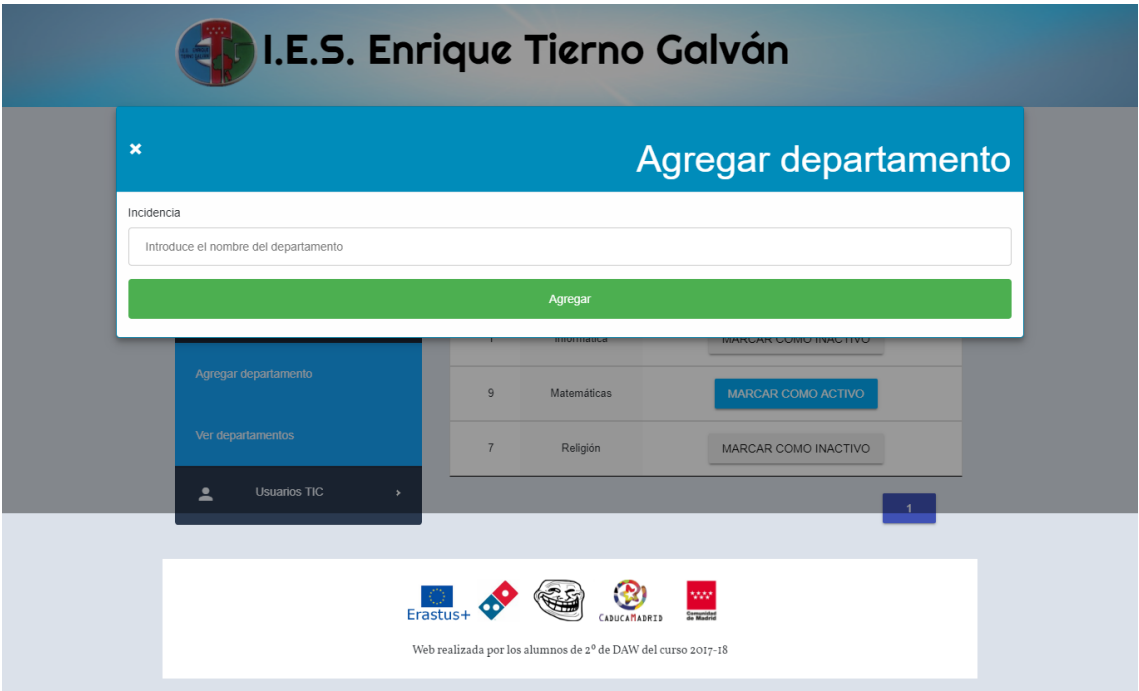 I.E.S. Enrique Tierno Galván
Agregar departamento
Incidencia
Introduce el nombre del departamento
Agregar
1 Informática MARCAR COMO INACTIVO
Agregar departamento
9 Matemáticas MARCAR COMO ACTIVO
Ver departamentos
7 Religión MARCAR COMO INACTIVO
Usuarios TIC
1
Erastus+
CADUCAMADRID
Comunidad
de Madrid
Web realizada por los alumnos de 2º de DAW del curso 2017-18